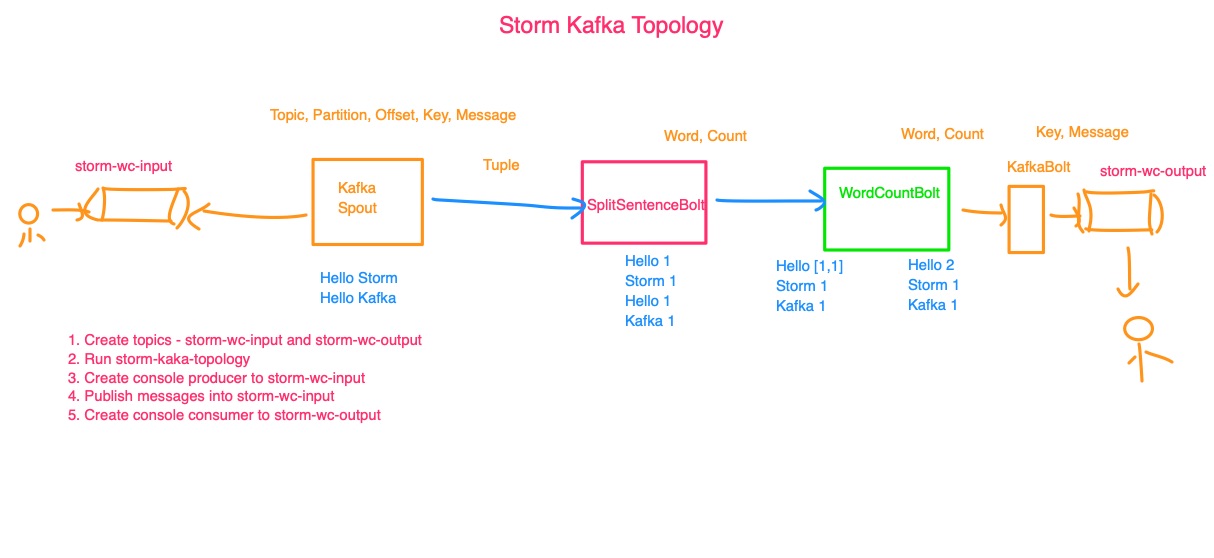 Storm Kafka Topology
Topic, Partition, Offset, Key, Message
Word, Count
Word, Count
Key, Message
storm-wc-input
Tuple
KafkaBolt
storm-wc-output
Kafka
Spout
SplitSentenceBolt
WordCountBolt
Hello Storm
Hello Kafka
Hello 1
Storm 1
Hello 1
Kafka 1
Hello [1,1]
Storm 1
Kafka 1
Hello 2
Storm 1
Kafka 1
1. Create topics - storm-wc-input and storm-wc-output
2. Run storm-kaka-topology
3. Create console producer to storm-wc-input
4. Publish messages into storm-wc-input
5. Create console consumer to storm-wc-output